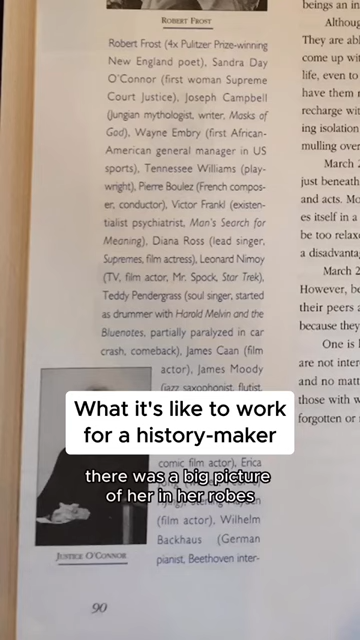 ROBERT FROST
Robert Frost (4x Pulitzer Prize-winning
New England poet), Sandra Day
O'Connor (first woman Supreme
Court Justice), Joseph Campbell
(Jungian mythologist, writer, Masks of
God), Wayne Embry (first African-
American general manager in US
sports), Tennessee Williams (play-
wright), Pierre Boulez (French compos-
er, conductor), Victor Frankl (existen-
tialist psychiatrist, Man's Search for
Meaning), Diana Ross (lead singer,
Supremes, film actress), Leonard Nimoy
(TV, film actor, Mr. Spock, Star Trek),
Teddy Pendergrass (soul singer, started
as drummer with Harold Melvin and the
Bluenotes, partially paralyzed in car
crash, comeback), James Caan (film
actor), James Moody
(jazz saxophonist, flutist,
What it's like to work
for a history-maker
comic film actor), Erica
there was a big picture
of her in her robes
(film actor), Wilhelm
Backhaus (German
pianist, Beethoven inter-
JUSTICE O'CONNOR
90
beings an in
Althoug
They are abl
come up wit
life, even to
have them r
recharge with
ing isolation
mulling over
March 2
just beneath
and acts. Mo
es itself in a
be too relaxe
a disadvantag
March 2
However, be
their peers a
because they
One is l
are not inter
and no matt
those with w
forgotten or